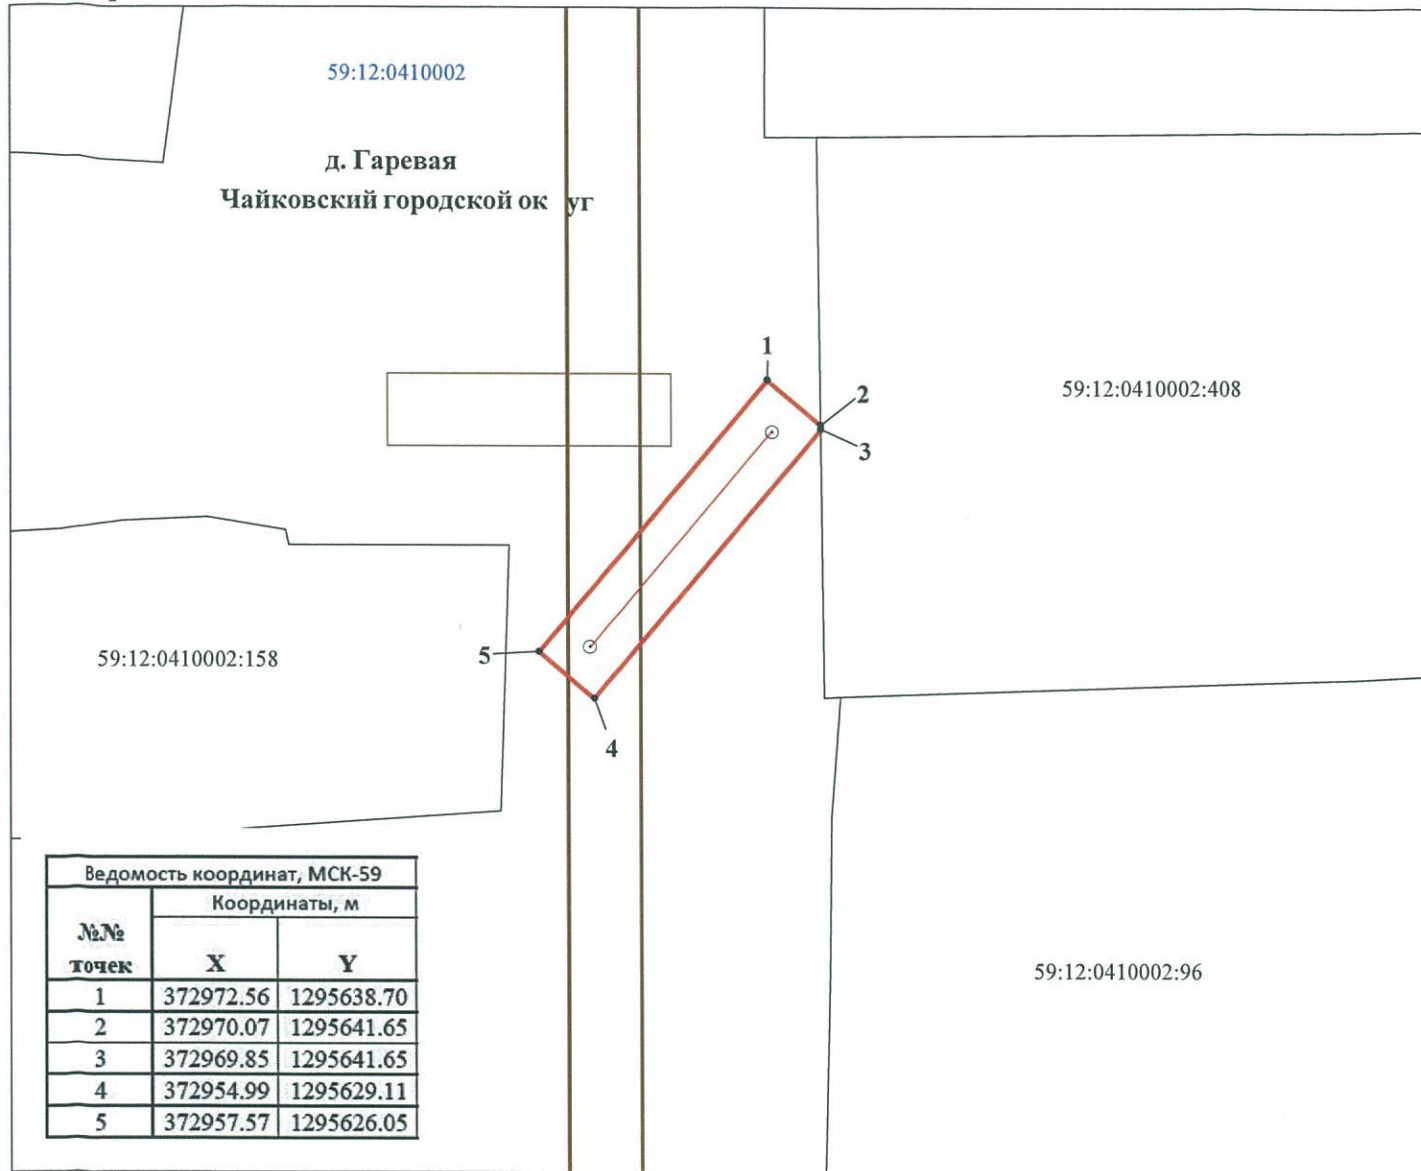 59:12:0410002
д. Гаревая
Чайковский городской ок уг
1
2
3
59:12:0410002:408
5
4
59:12:0410002:158
59:12:0410002:96
Ведомость координат, МСК-59
№№ точек
Координаты, м
X Y
1 372972.56 1295638.70
2 372970.07 1295641.65
3 372969.85 1295641.65
4 372954.99 1295629.11
5 372957.57 1295626.05